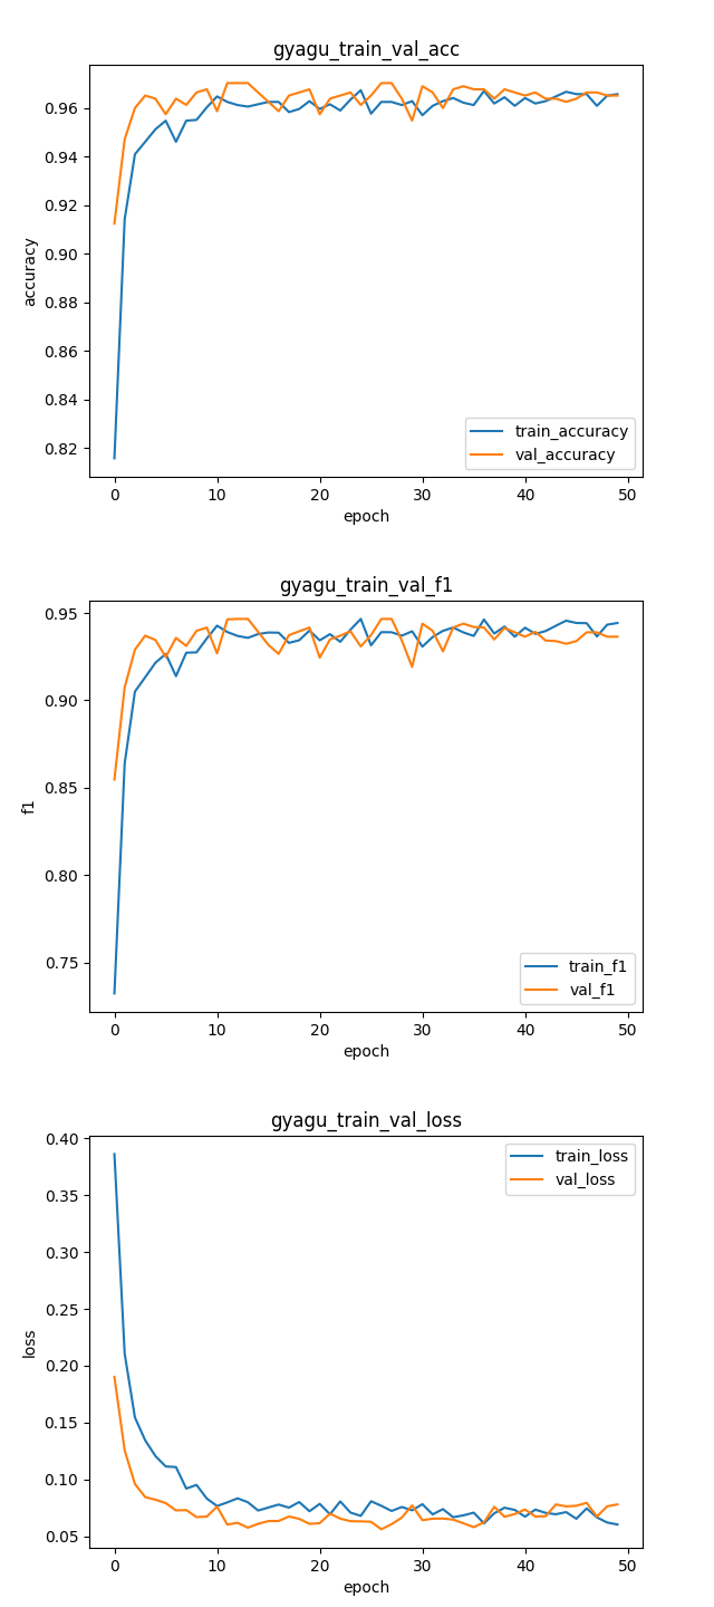 gyagu_train_val_acc
0.96
0.94
0.92
0.90
0.88
0.86
0.84
0.82
accuracy
train_accuracy
val_accuracy
0 10 20 30 40 50
epoch
gyagu_train_val_f1
0.95
0.90
0.85
0.80
0.75
f1
train_f1
val_f1
0 10 20 30 40 50
epoch
gyagu_train_val_loss
0.40
0.35
0.30
0.25
0.20
0.15
0.10
0.05
loss
train_loss
val_loss
0 10 20 30 40 50
epoch